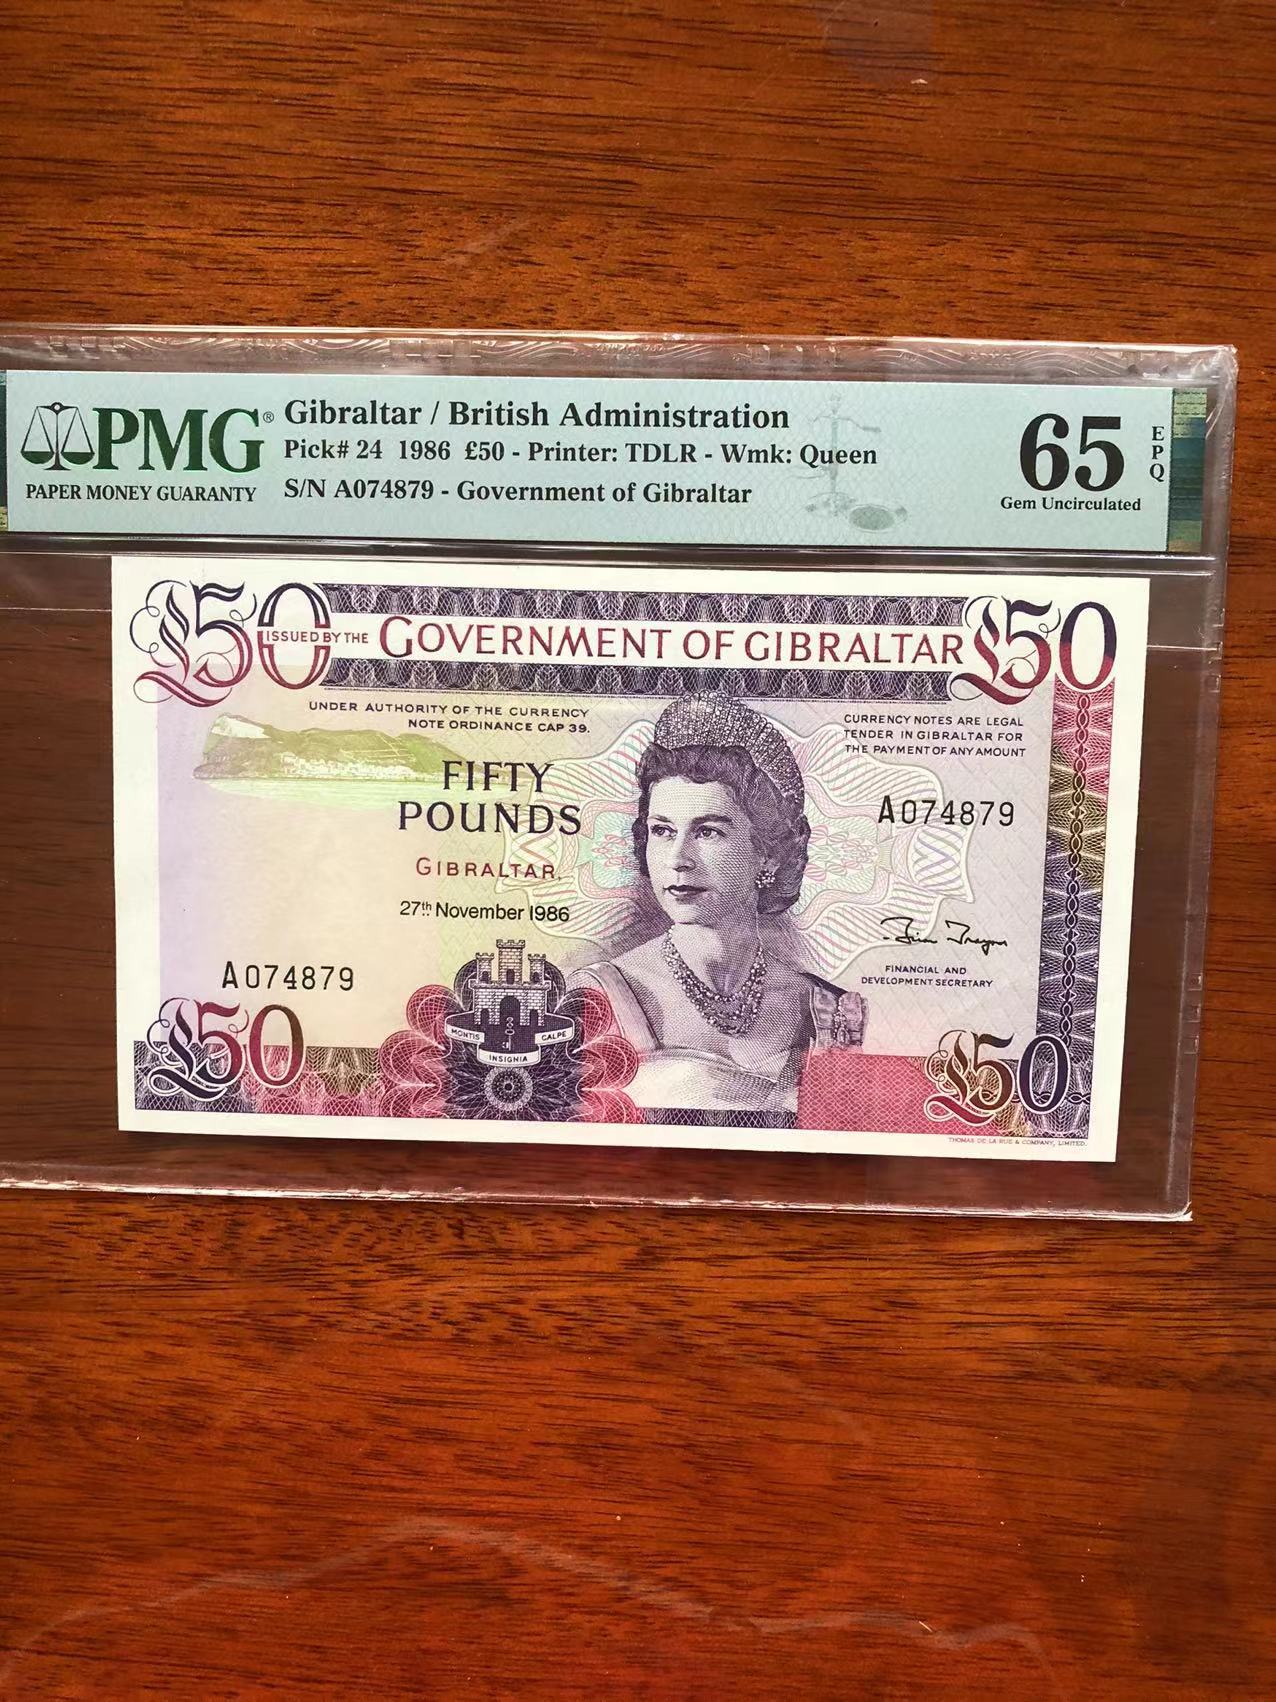 PMG®
PAPER MONEY GUARANTY
Gibraltar / British Administration
Pick# 24 1986 £50 - Printer: TDLR - Wmk: Queen
S/N A074879 - Government of Gibraltar
65
EPQ
Gem Uncirculated
£50
ISSUED BY THE GOVERNMENT OF GIBRALTAR
£50
UNDER AUTHORITY OF THE CURRENCY
NOTE ORDINANCE CAP 39.
CURRENCY NOTES ARE LEGAL
TENDER IN GIBRALTAR FOR
THE PAYMENT OF ANY AMOUNT
FIFTY
POUNDS
GIBRALTAR,
27th November 1986
A074879
FINANCIAL AND
DEVELOPMENT SECRETARY
A074879
MONTIS INSIGNIA CALPE
£50
£50
THOMAS DE LA RUE & COMPANY, LIMITED.